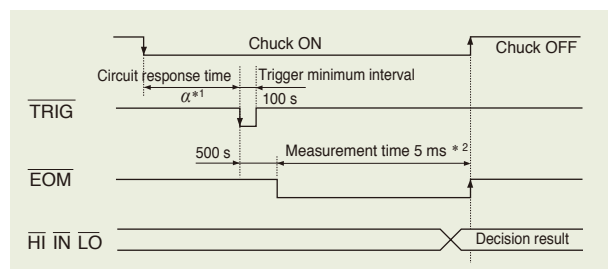 Chuck ON
Chuck OFF
Circuit response time
Trigger minimum interval
α*1
100 s
TRIG
500 s
Measurement time 5 ms *2
EOM
HI IN LO
Decision result